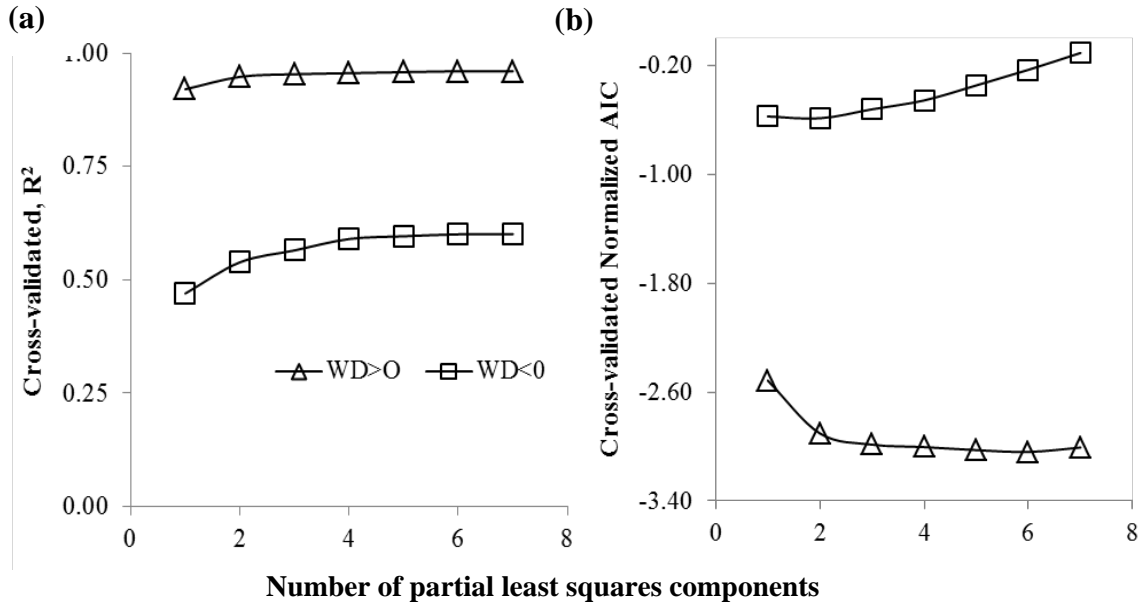 (a)
Cross-validated, R²
1.00
0.75
0.50
0.25
0.00
WD>O WD<0
0 2 4 6 8
(b)
Cross-validated Normalized AIC
-0.20
-1.00
-1.80
-2.60
-3.40
0 2 4 6 8
Number of partial least squares components